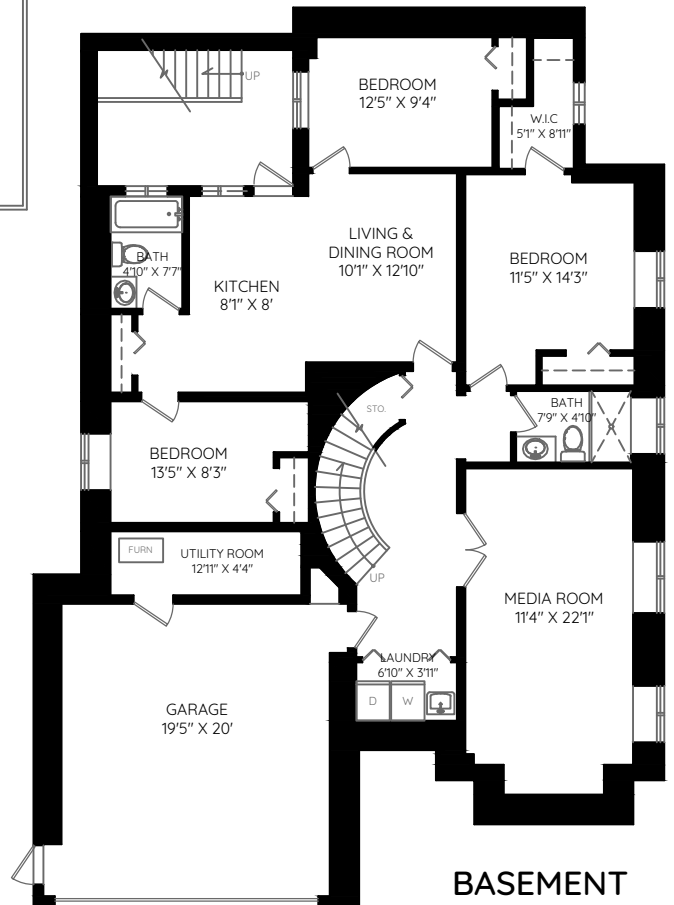 UP
BEDROOM
12'5" X 9'4"
W.I.C
5'1" X 8'11"
LIVING &
DINING ROOM
10'1" X 12'10"
BATH
4'10" X 7'7"
BEDROOM
11'5" X 14'3"
KITCHEN
8'1" X 8'
STO.
BATH
7'9" X 4'10"
BEDROOM
13'5" X 8'3"
FURN
UTILITY ROOM
12'11" X 4'4"
UP
MEDIA ROOM
11'4" X 22'1"
LAUNDRY
6'10" X 3'11"
D
W
GARAGE
19'5" X 20'
BASEMENT